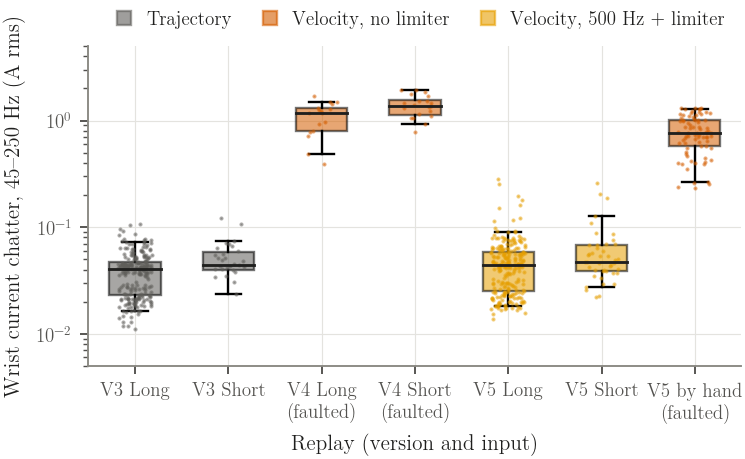 Trajectory Velocity, no limiter Velocity, 500 Hz + limiter
Wrist current chatter, 45–250 Hz (A rms)
10⁰
10⁻¹
10⁻²
V3 Long V3 Short V4 Long V4 Short V5 Long V5 Short V5 by hand
(faulted) (faulted) (faulted)
Replay (version and input)